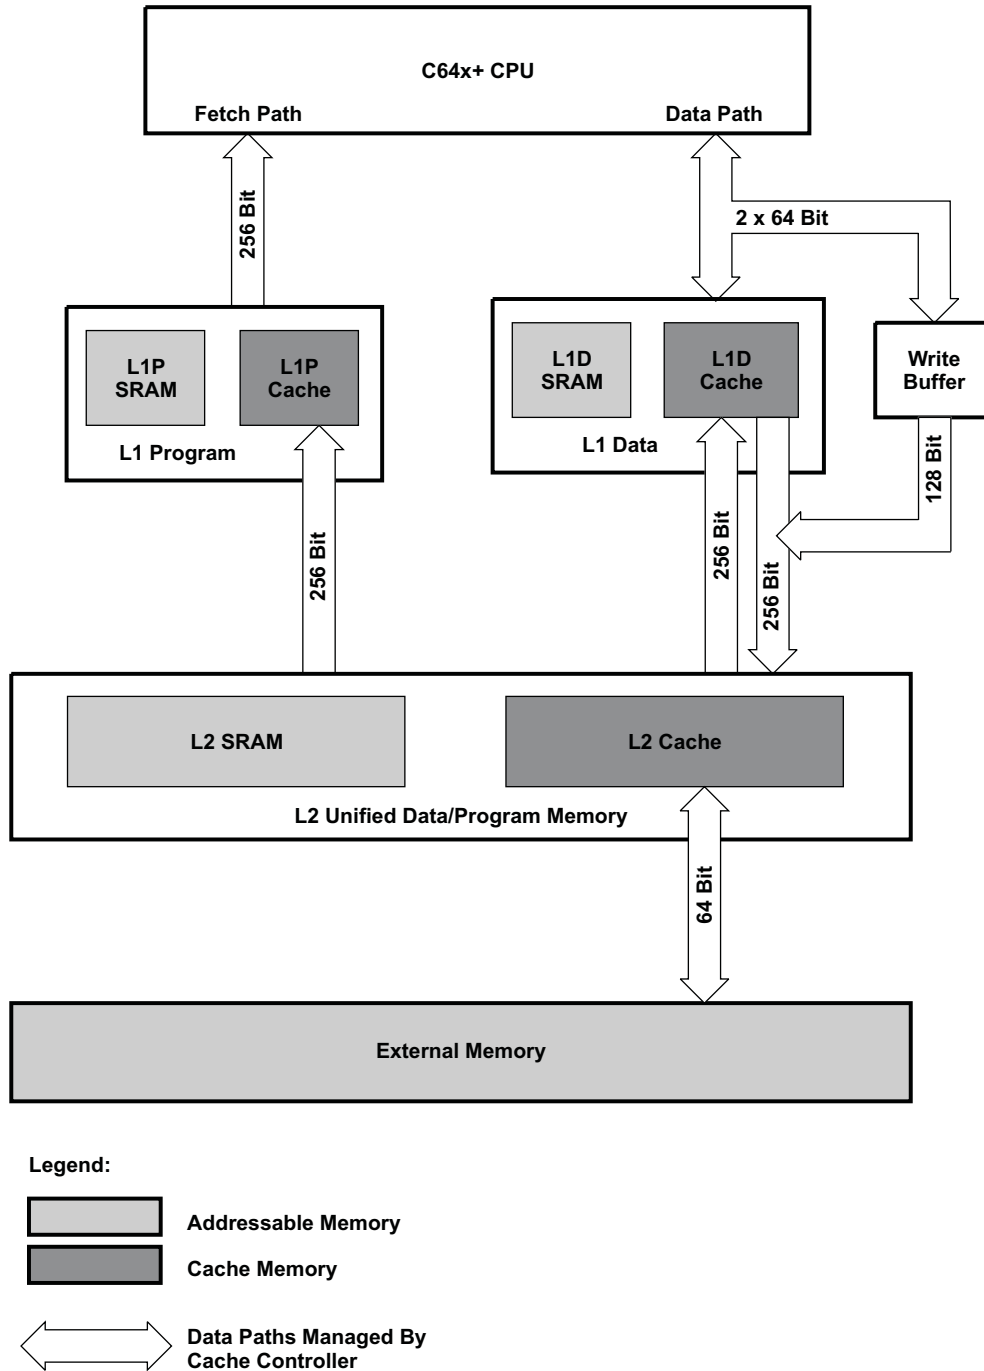 C64x+ CPU
Fetch Path
Data Path
256 Bit
2 x 64 Bit
L1P
SRAM
L1P
Cache
L1 Program
L1D
SRAM
L1D
Cache
L1 Data
Write
Buffer
128 Bit
256 Bit
256 Bit
256 Bit
L2 SRAM
L2 Cache
L2 Unified Data/Program Memory
64 Bit
External Memory
Legend:
Addressable Memory
Cache Memory
Data Paths Managed By
Cache Controller